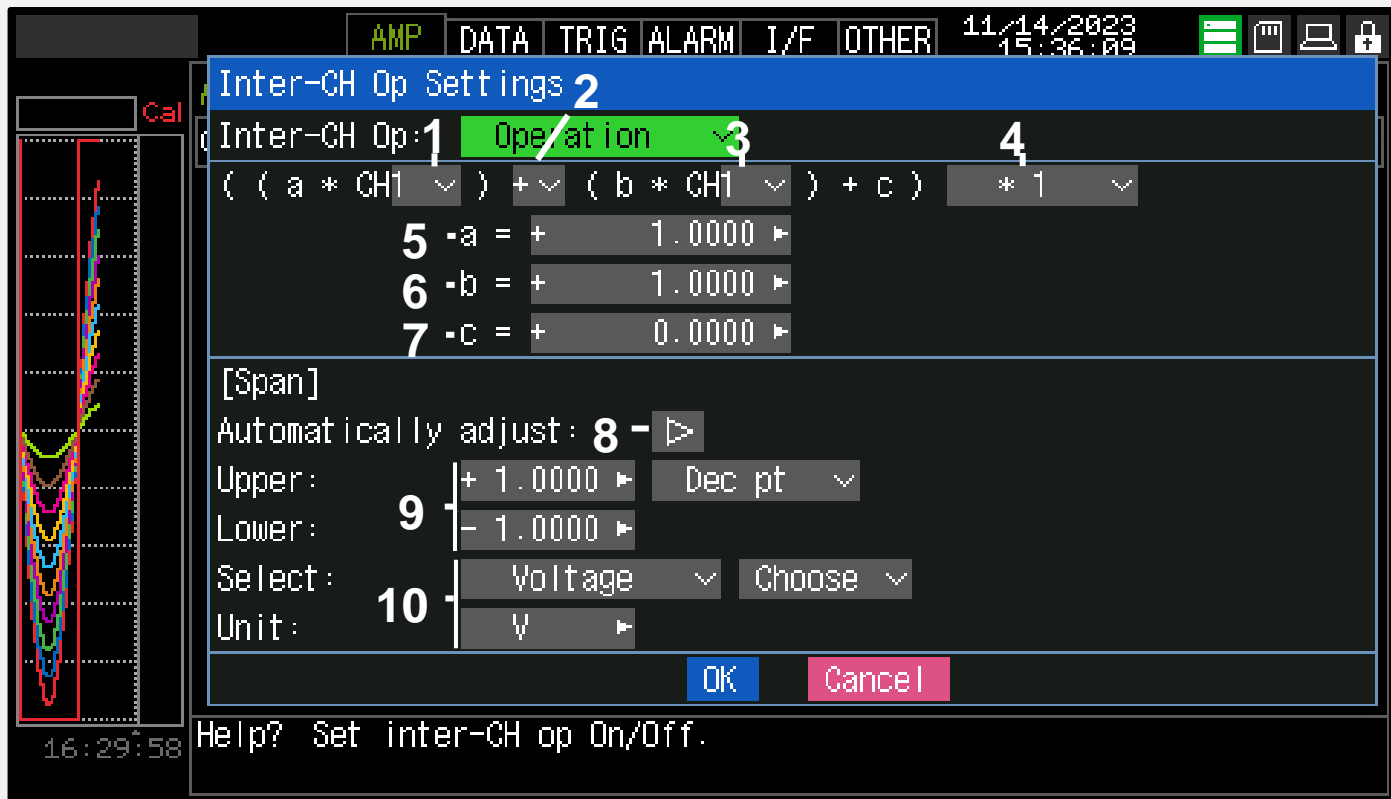 AMP DATA TRIG ALARM I/F OTHER 11/14/2023
15:36:09
Inter-CH Op Settings 2
Cal
Inter-CH Op: 1 Operation 3 4
( ( a * CH1 ) + ( b * CH1 ) + c ) * 1
5 -a = + 1.0000
6 -b = + 1.0000
7 -c = + 0.0000
[Span]
Automatically adjust: 8
Upper: + 1.0000 Dec pt
9
Lower: - 1.0000
Select: Voltage Choose
10
Unit: V
OK Cancel
Help? Set inter-CH op On/Off.
16:29:58